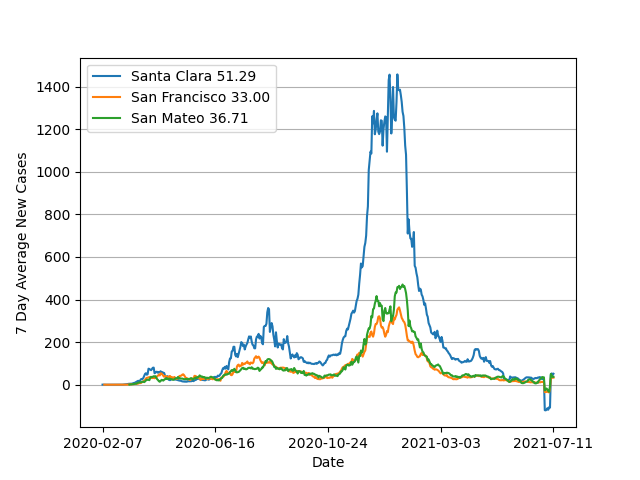 Santa Clara 51.29
San Francisco 33.00
San Mateo 36.71
7 Day Average New Cases
1400
1200
1000
800
600
400
200
0
2020-02-07 2020-06-16 2020-10-24 2021-03-03 2021-07-11
Date